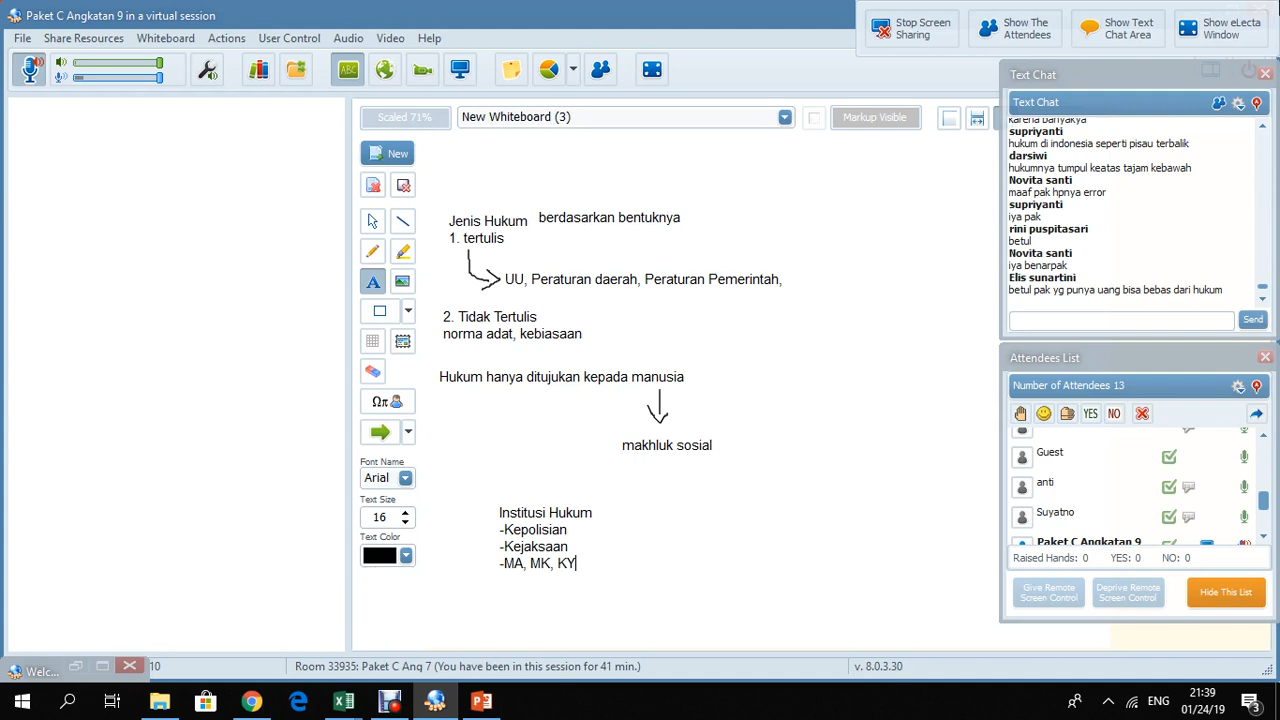 Paket C Angkatan 9 in a virtual session
Stop Screen Sharing
Show The Attendees
Show Text Chat Area
Show eLecta Window
File Share Resources Whiteboard Actions User Control Audio Video Help
ABC
Scaled 71%
New Whiteboard (3)
Markup Visible
New
Jenis Hukum berdasarkan bentuknya
1. tertulis
UU, Peraturan daerah, Peraturan Pemerintah,
2. Tidak Tertulis
norma adat, kebiasaan
Hukum hanya ditujukan kepada manusia
makhluk sosial
Institusi Hukum
-Kepolisian
-Kejaksaan
-MA, MK, KY
A
Ωπ
Font Name
Arial
Text Size
16
Text Color
Text Chat
Text Chat
karena banyakya
supriyanti
hukum di indonesia seperti pisau terbalik
darsiwi
hukumnya tumpul keatas tajam kebawah
Novita santi
maaf pak hpnya error
supriyanti
iya pak
rini puspitasari
betul
Novita santi
iya benarpak
Elis sunartini
betul pak yg punya uang bisa bebas dari hukum
Send
Attendees List
Number of Attendees 13
YES NO
Guest
anti
Suyatno
Paket C Angkatan 9
Raised Hands: 0 YES: 0 NO: 0
Give Remote Screen Control
Deprive Remote Screen Control
Hide This List
Welc...
10
Room 33935: Paket C Ang 7 (You have been in this session for 41 min.)
v. 8.0.3.30
ENG
21:39
01/24/19
3